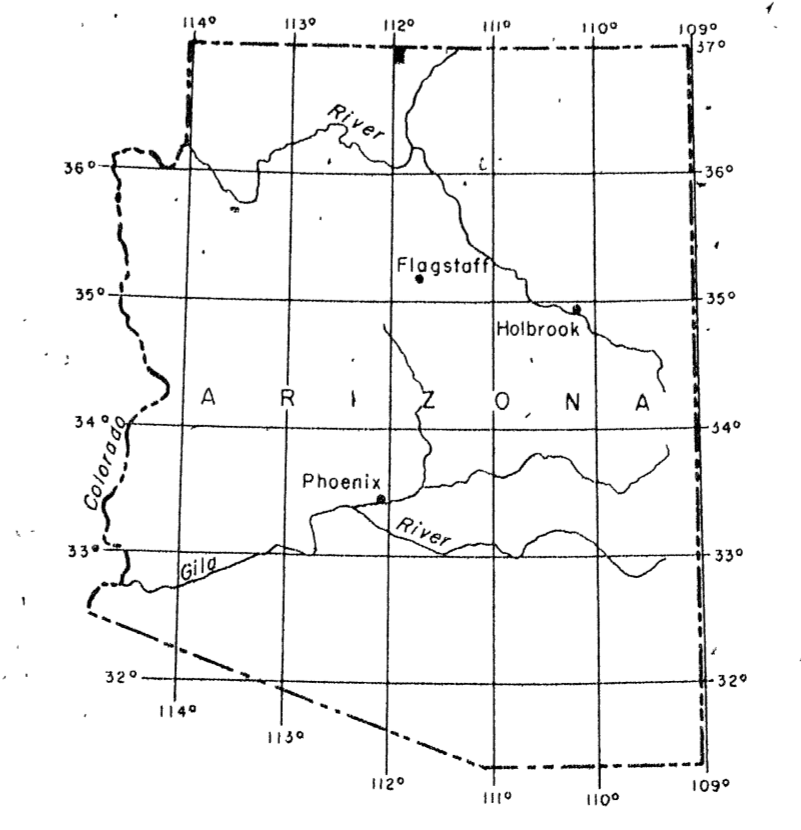 114° 113° 112° 111° 110° 109°
37°
River
36° 36°
Flagstaff
35° 35°
Holbrook
A R I Z O N A
34° 34°
Colorado
Phoenix
River
33° 33°
Gila
32° 32°
114°
113°
112° 111° 110° 109°